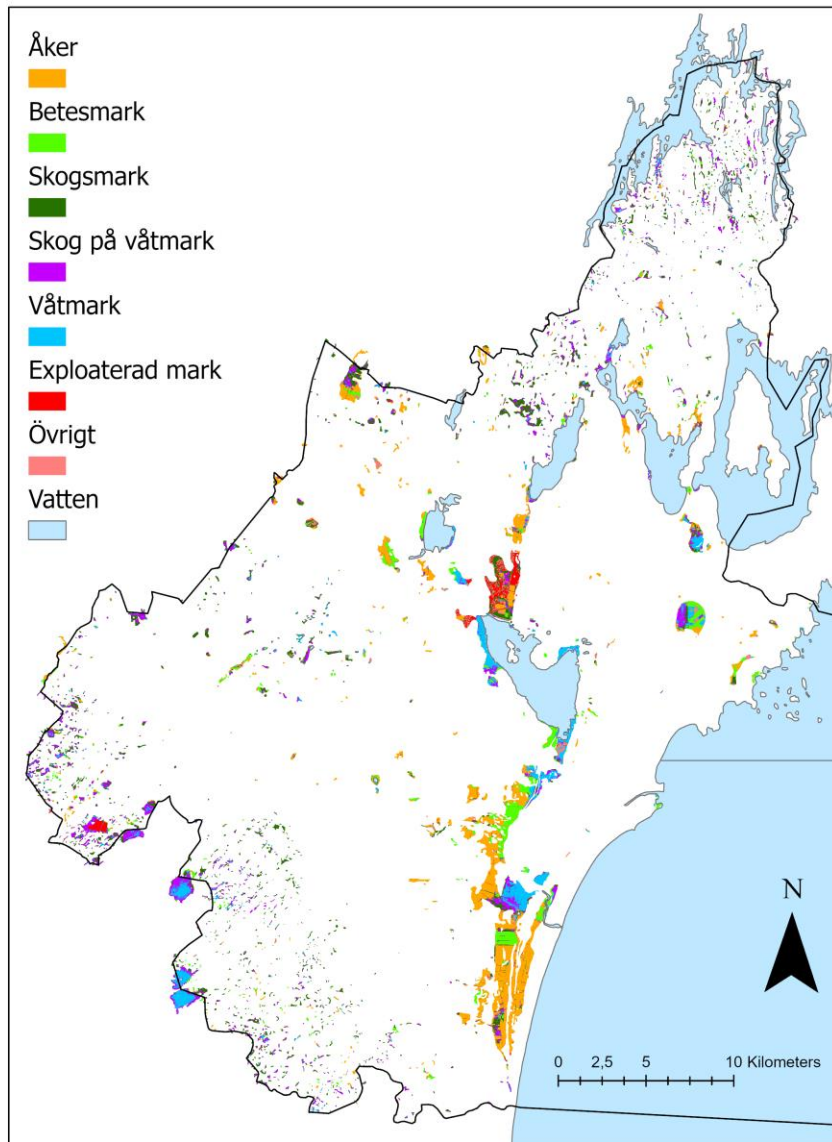 Åker
Betesmark
Skogsmark
Skog på våtmark
Våtmark
Exploaterad mark
Övrigt
Vatten
N
0 2,5 5 10 Kilometers